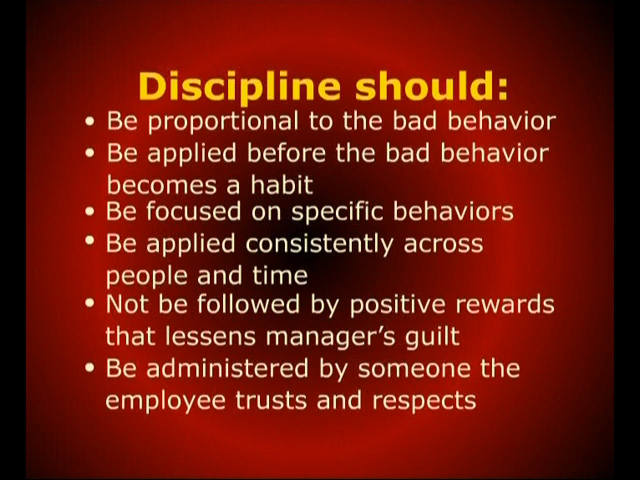 Discipline should:
• Be proportional to the bad behavior
• Be applied before the bad behavior
becomes a habit
• Be focused on specific behaviors
• Be applied consistently across
people and time
• Not be followed by positive rewards
that lessens manager’s guilt
• Be administered by someone the
employee trusts and respects